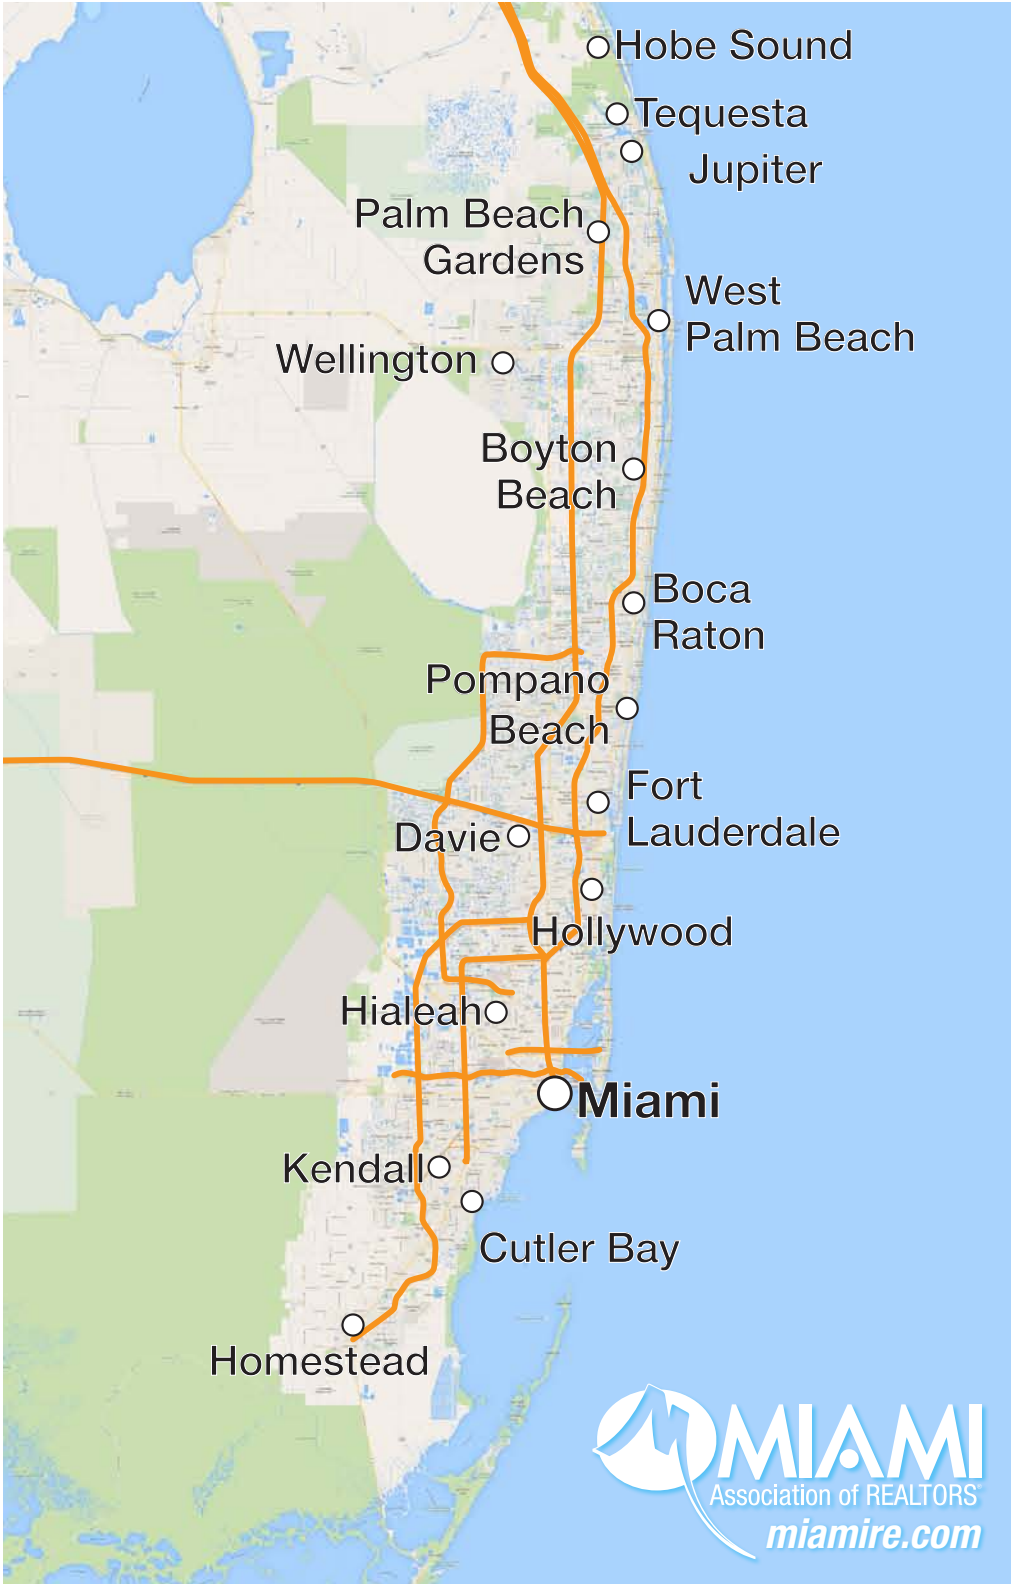 Hobe Sound
Tequesta
Jupiter
Palm Beach
Gardens
West
Palm Beach
Wellington
Boyton
Beach
Boca
Raton
Pompano
Beach
Fort
Lauderdale
Davie
Hollywood
Hialeah
Miami
Kendall
Cutler Bay
Homestead
MIAMI
Association of REALTORS®
miamire.com